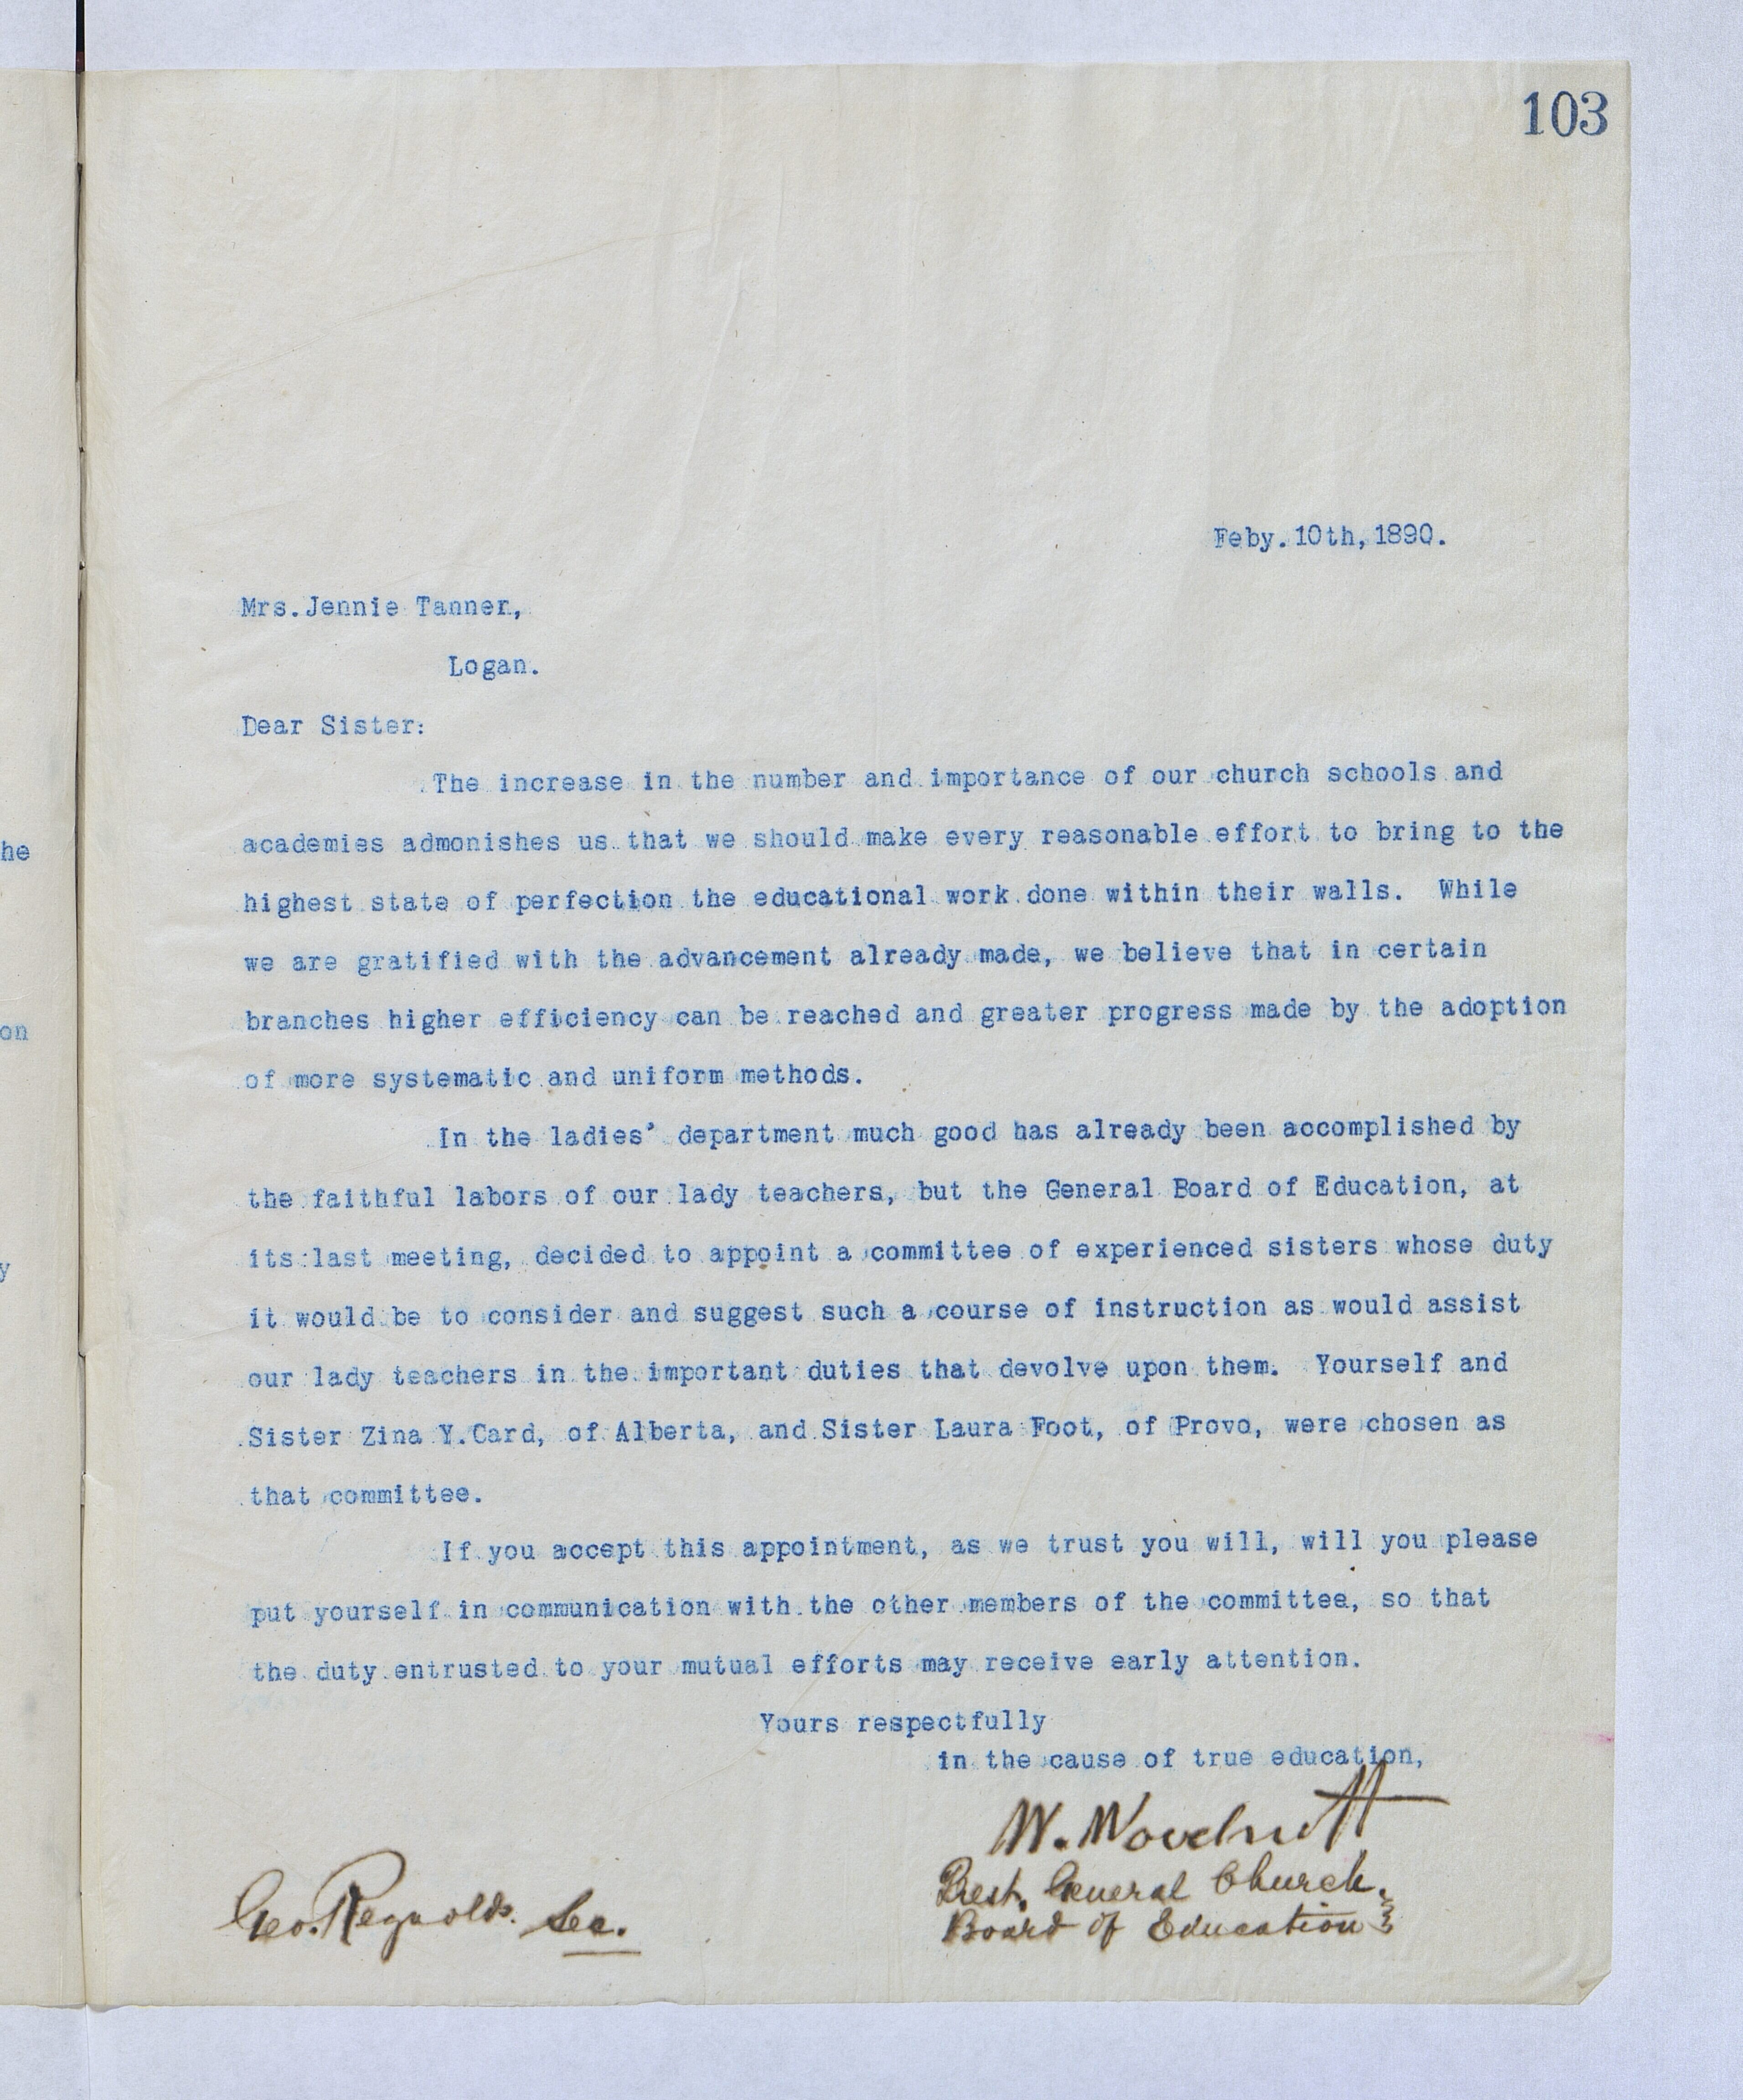 103
Feby. 10th, 1890.
Mrs. Jennie Tanner,
Logan.
Dear Sister:
The increase in the number and importance of our church schools and
he
academies admonishes us that we should make every reasonable effort to bring to the
highest state of perfection the educational work done within their walls. While
we are gratified with the advancement already made, we believe that in certain
branches higher efficiency can be reached and greater progress made by the adoption
on
of more systematic and uniform methods.
In the ladies' department much good has already been accomplished by
the faithful labors of our lady teachers, but the General Board of Education, at
its last meeting, decided to appoint a committee of experienced sisters whose duty
y
it would be to consider and suggest such a course of instruction as would assist
our lady teachers in the important duties that devolve upon them. Yourself and
Sister Zina Y. Card, of Alberta, and Sister Laura Foot, of Provo, were chosen as
that committee.
If you accept this appointment, as we trust you will, will you please
put yourself in communication with the other members of the committee, so that
the duty entrusted to your mutual efforts may receive early attention.
Yours respectfully
in the cause of true education,
W. Woodruff
Prest. General Church
Board of Education
Geo. Reynolds. Sec.